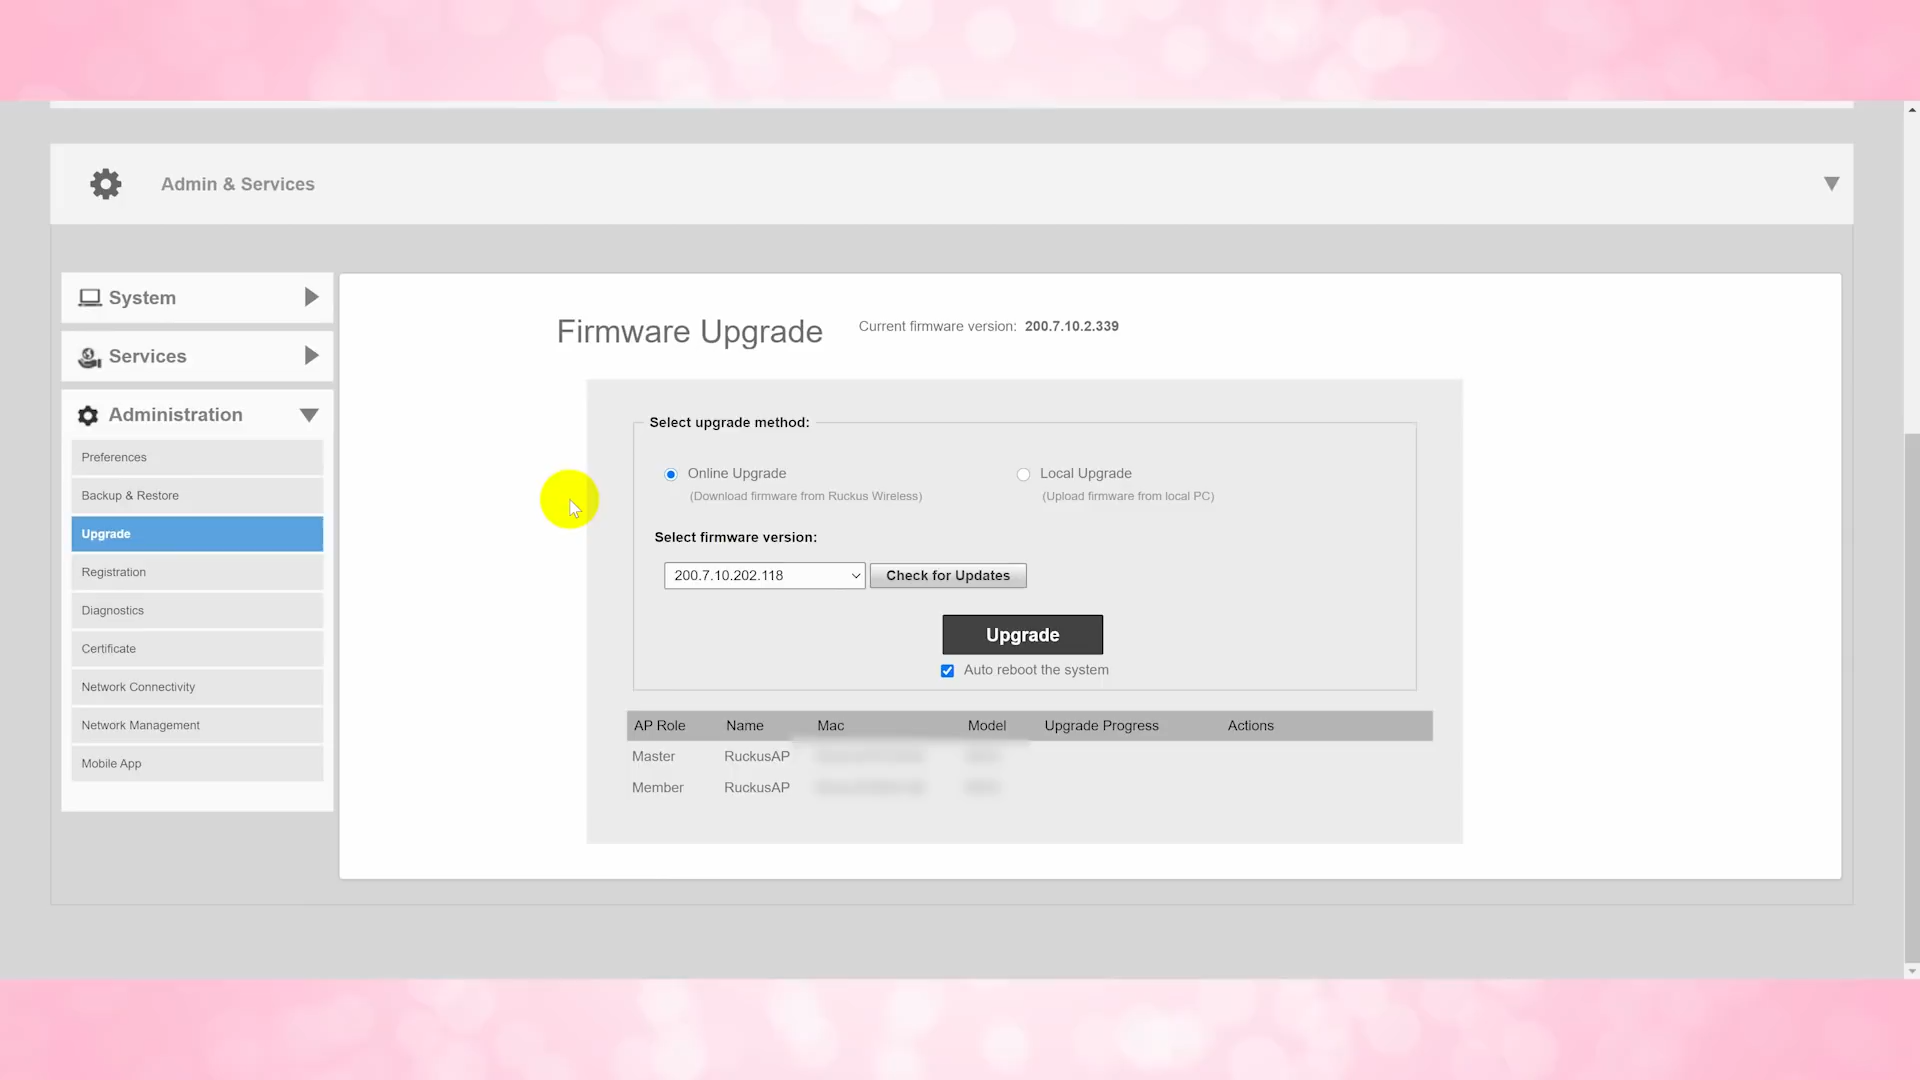 Admin & Services
System
Services
Administration
Preferences
Backup & Restore
Upgrade
Registration
Diagnostics
Certificate
Network Connectivity
Network Management
Mobile App
Firmware Upgrade
Current firmware version: 200.7.10.2.339
Select upgrade method:
Online Upgrade
(Download firmware from Ruckus Wireless)
Local Upgrade
(Upload firmware from local PC)
Select firmware version:
200.7.10.202.118
Check for Updates
Upgrade
Auto reboot the system
AP Role Name Mac Model Upgrade Progress Actions
Master RuckusAP
Member RuckusAP